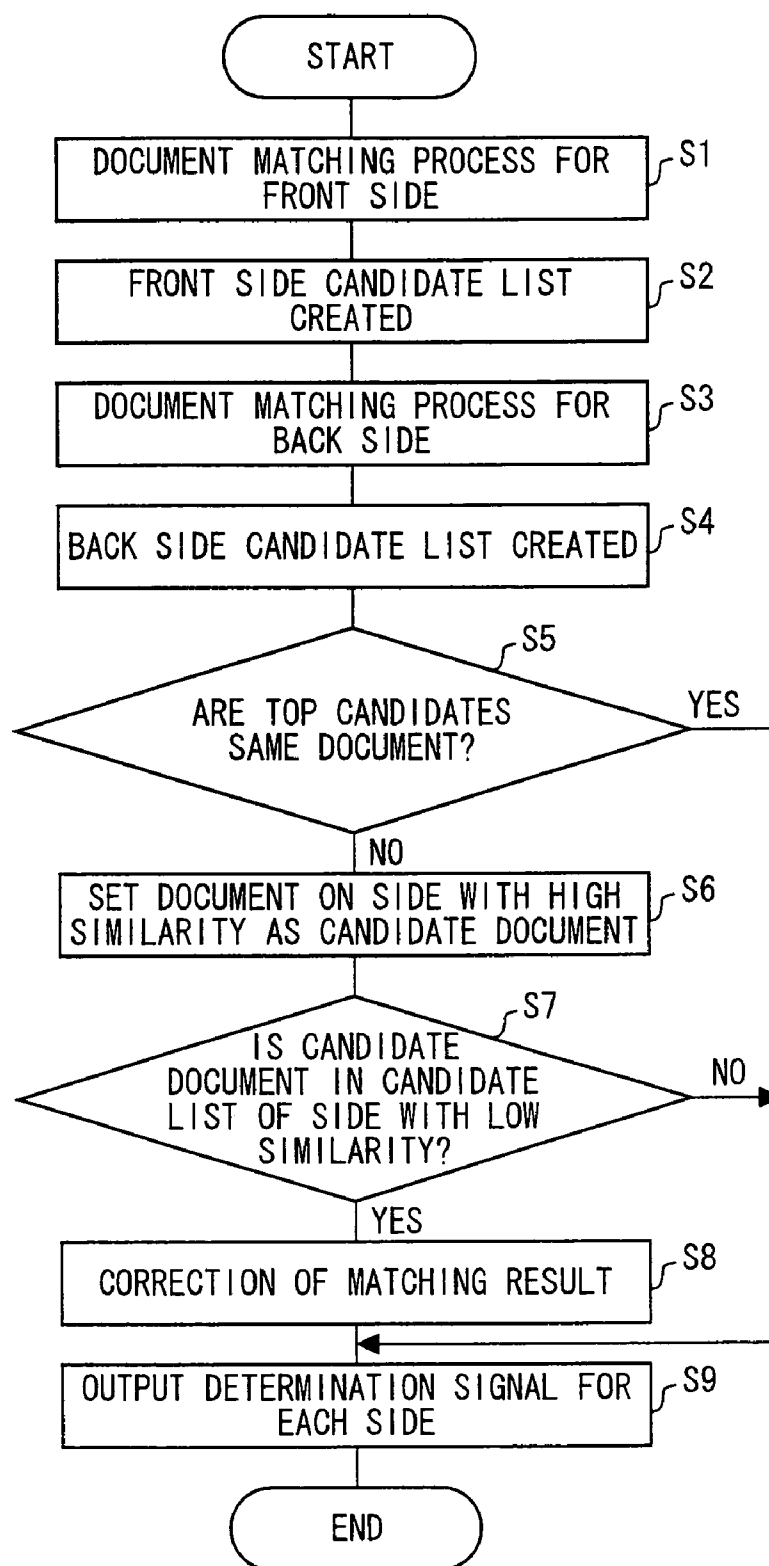 START
DOCUMENT MATCHING PROCESS FOR
FRONT SIDE
S1
FRONT SIDE CANDIDATE LIST
CREATED
S2
DOCUMENT MATCHING PROCESS FOR
BACK SIDE
S3
BACK SIDE CANDIDATE LIST CREATED
S4
S5
ARE TOP CANDIDATES
SAME DOCUMENT?
YES
NO
SET DOCUMENT ON SIDE WITH HIGH
SIMILARITY AS CANDIDATE DOCUMENT
S6
S7
IS CANDIDATE
DOCUMENT IN CANDIDATE
LIST OF SIDE WITH LOW
SIMILARITY?
NO
YES
CORRECTION OF MATCHING RESULT
S8
OUTPUT DETERMINATION SIGNAL FOR
EACH SIDE
S9
END